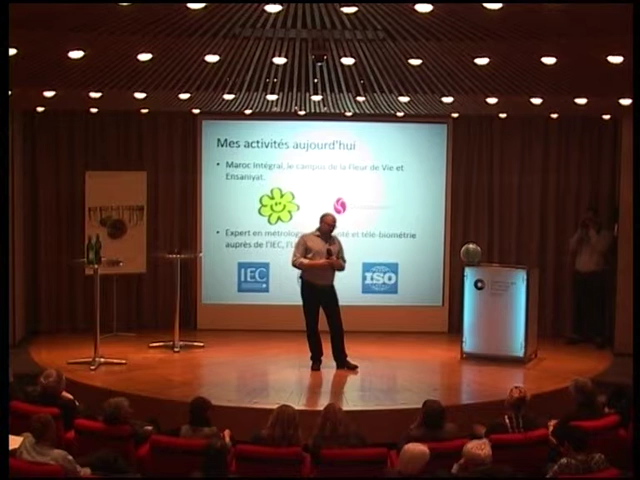 Mes activités aujourd'hui
• Maroc Intégral, le campus de la Fleur de Vie et
Ensaniyat.
• Expert en métrologie et télé-biométrie
auprès de l'IEC,
IEC
ISO